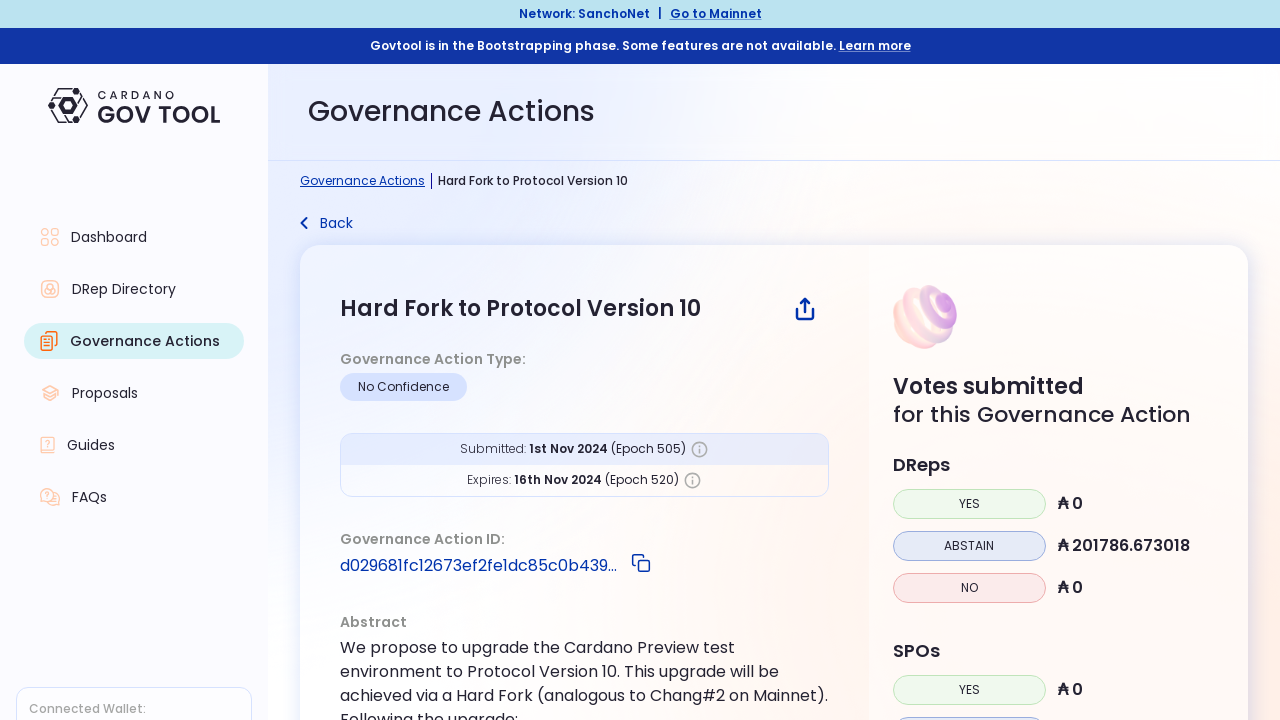 Network: SanchoNet | Go to Mainnet
Govtool is in the Bootstrapping phase. Some features are not available. Learn more
CARDANO
GOV TOOL
Governance Actions
Governance Actions | Hard Fork to Protocol Version 10
Back
Dashboard
DRep Directory
Governance Actions
Proposals
Guides
FAQs
Connected Wallet:
Hard Fork to Protocol Version 10
Governance Action Type:
No Confidence
Submitted: 1st Nov 2024 (Epoch 505)
Expires: 16th Nov 2024 (Epoch 520)
Governance Action ID:
d029681fc12673ef2fe1dc85c0b439...
Abstract
We propose to upgrade the Cardano Preview test
environment to Protocol Version 10. This upgrade will be
achieved via a Hard Fork (analogous to Chang#2 on Mainnet).
Following the upgrade:
Votes submitted
for this Governance Action
DReps
YES ₳ 0
ABSTAIN ₳ 201786.673018
NO ₳ 0
SPOs
YES ₳ 0